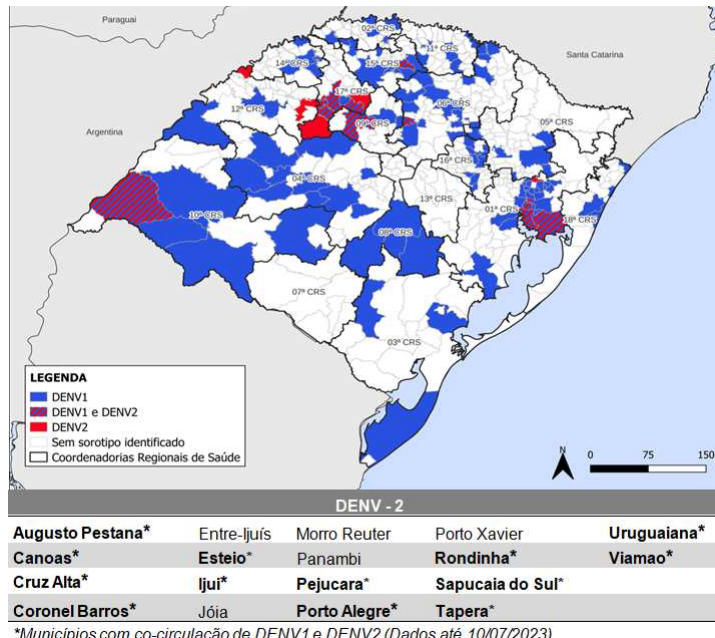 Paraguai
Santa Catarina
Argentina
02ª CRS
11ª CRS
14ª CRS
15ª CRS
17ª CRS
12ª CRS
06ª CRS
09ª CRS
05ª CRS
16ª CRS
04ª CRS
13ª CRS
10ª CRS
01ª CRS
18ª CRS
08ª CRS
07ª CRS
03ª CRS
LEGENDA
DENV1
DENV1 e DENV2
DENV2
Sem sorotipo identificado
Coordenadorias Regionais de Saúde
N
0 75 150
DENV - 2
Augusto Pestana* Entre-Ijuís Morro Reuter Porto Xavier Uruguaiana*
Canoas* Esteio* Panambi Rondinha* Viamao*
Cruz Alta* Ijui* Pejucara* Sapucaia do Sul*
Coronel Barros* Jóia Porto Alegre* Tapera*
*Municípios com co-circulação de DENV1 e DENV2 (Dados até 10/07/2023)